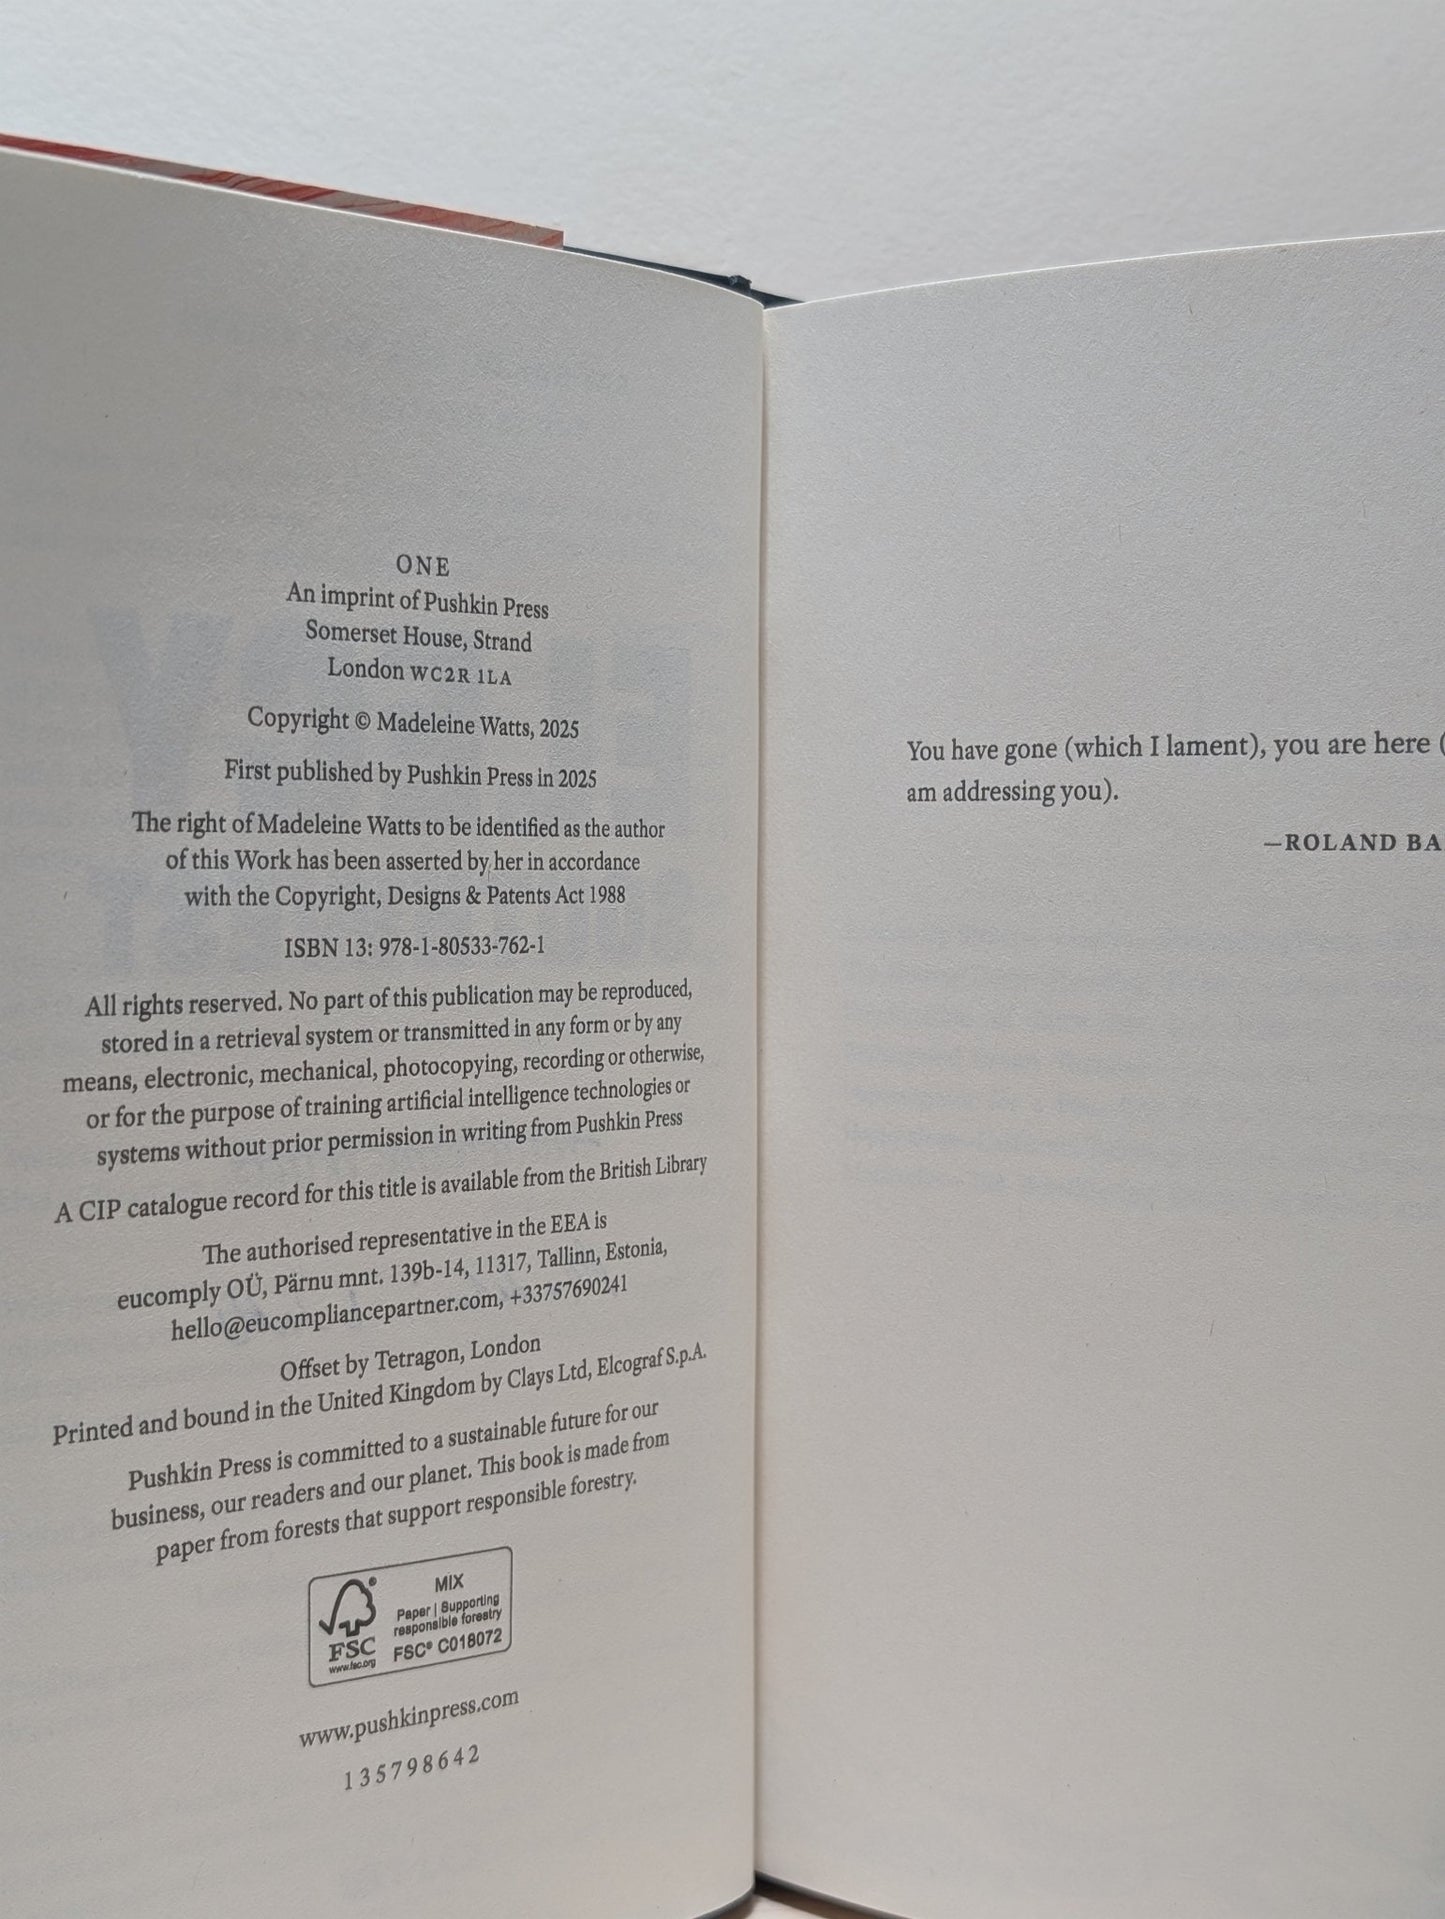 ONE
An imprint of Pushkin Press
Somerset House, Strand
London WC2R 1LA
Copyright © Madeleine Watts, 2025
First published by Pushkin Press in 2025
The right of Madeleine Watts to be identified as the author
of this Work has been asserted by her in accordance
with the Copyright, Designs & Patents Act 1988
ISBN 13: 978-1-80533-762-1
All rights reserved. No part of this publication may be reproduced,
stored in a retrieval system or transmitted in any form or by any
means, electronic, mechanical, photocopying, recording or otherwise,
or for the purpose of training artificial intelligence technologies or
systems without prior permission in writing from Pushkin Press
A CIP catalogue record for this title is available from the British Library
The authorised representative in the EEA is
eucomply OÜ, Pärnu mnt. 139b-14, 11317, Tallinn, Estonia,
hello@eucompliancepartner.com, +33757690241
Offset by Tetragon, London
Printed and bound in the United Kingdom by Clays Ltd, Elcograf S.p.A.
Pushkin Press is committed to a sustainable future for our
business, our readers and our planet. This book is made from
paper from forests that support responsible forestry.
FSC
www.fsc.org
MIX
Paper | Supporting
responsible forestry
FSC® C018072
www.pushkinpress.com
1 3 5 7 9 8 6 4 2
You have gone (which I lament), you are here (
am addressing you).
—ROLAND BA